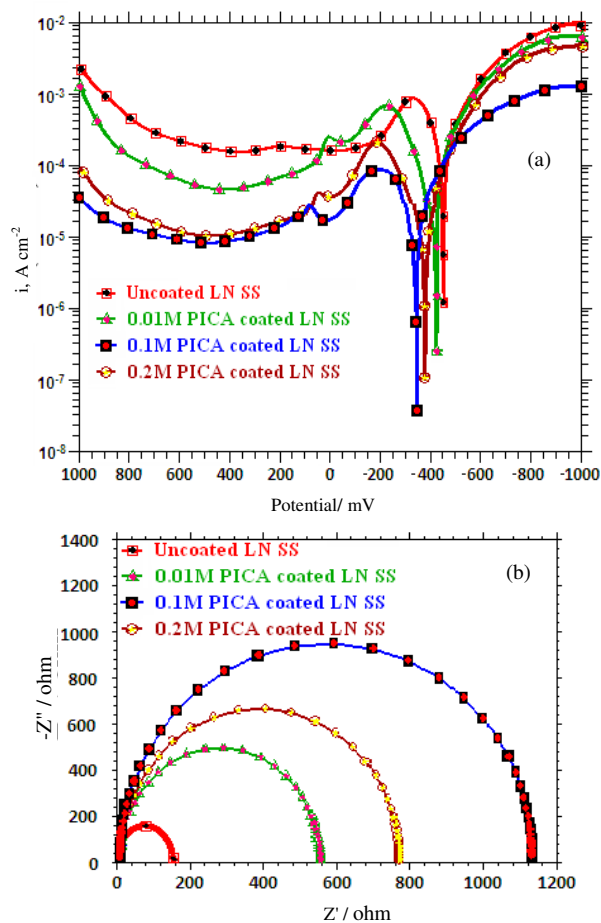 10-2
10-3
10-4
(a)
i, A cm-2
10-5
Uncoated LN SS
10-6
0.01M PICA coated LN SS
0.1M PICA coated LN SS
10-7
0.2M PICA coated LN SS
10-8
1000 800 600 400 200 0 -200 -400 -600 -800 -1000
Potential/ mV
1400
Uncoated LN SS
(b)
0.01M PICA coated LN SS
1200
0.1M PICA coated LN SS
0.2M PICA coated LN SS
1000
800
-Z" / ohm
600
400
200
0
0 200 400 600 800 1000 1200
Z' / ohm